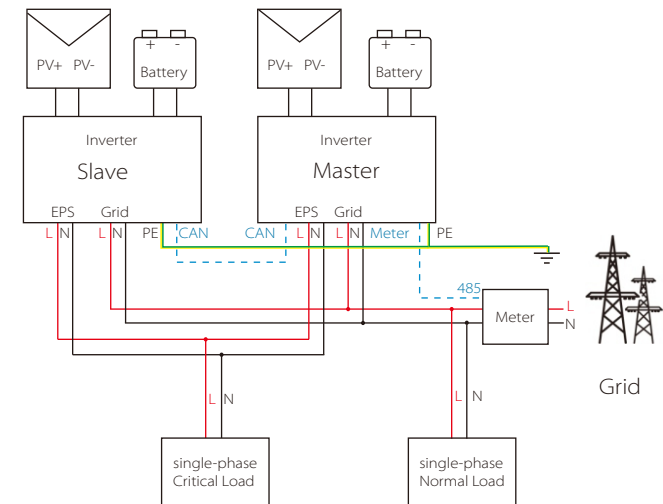 + -
+ -
PV+ PV-
Battery
PV+ PV-
Battery
Inverter
Slave
Inverter
Master
EPS Grid
EPS Grid
L N L N PE CAN
CAN L N L N Meter PE
485
Meter
L
N
Grid
L N
L N
single-phase
Critical Load
single-phase
Normal Load